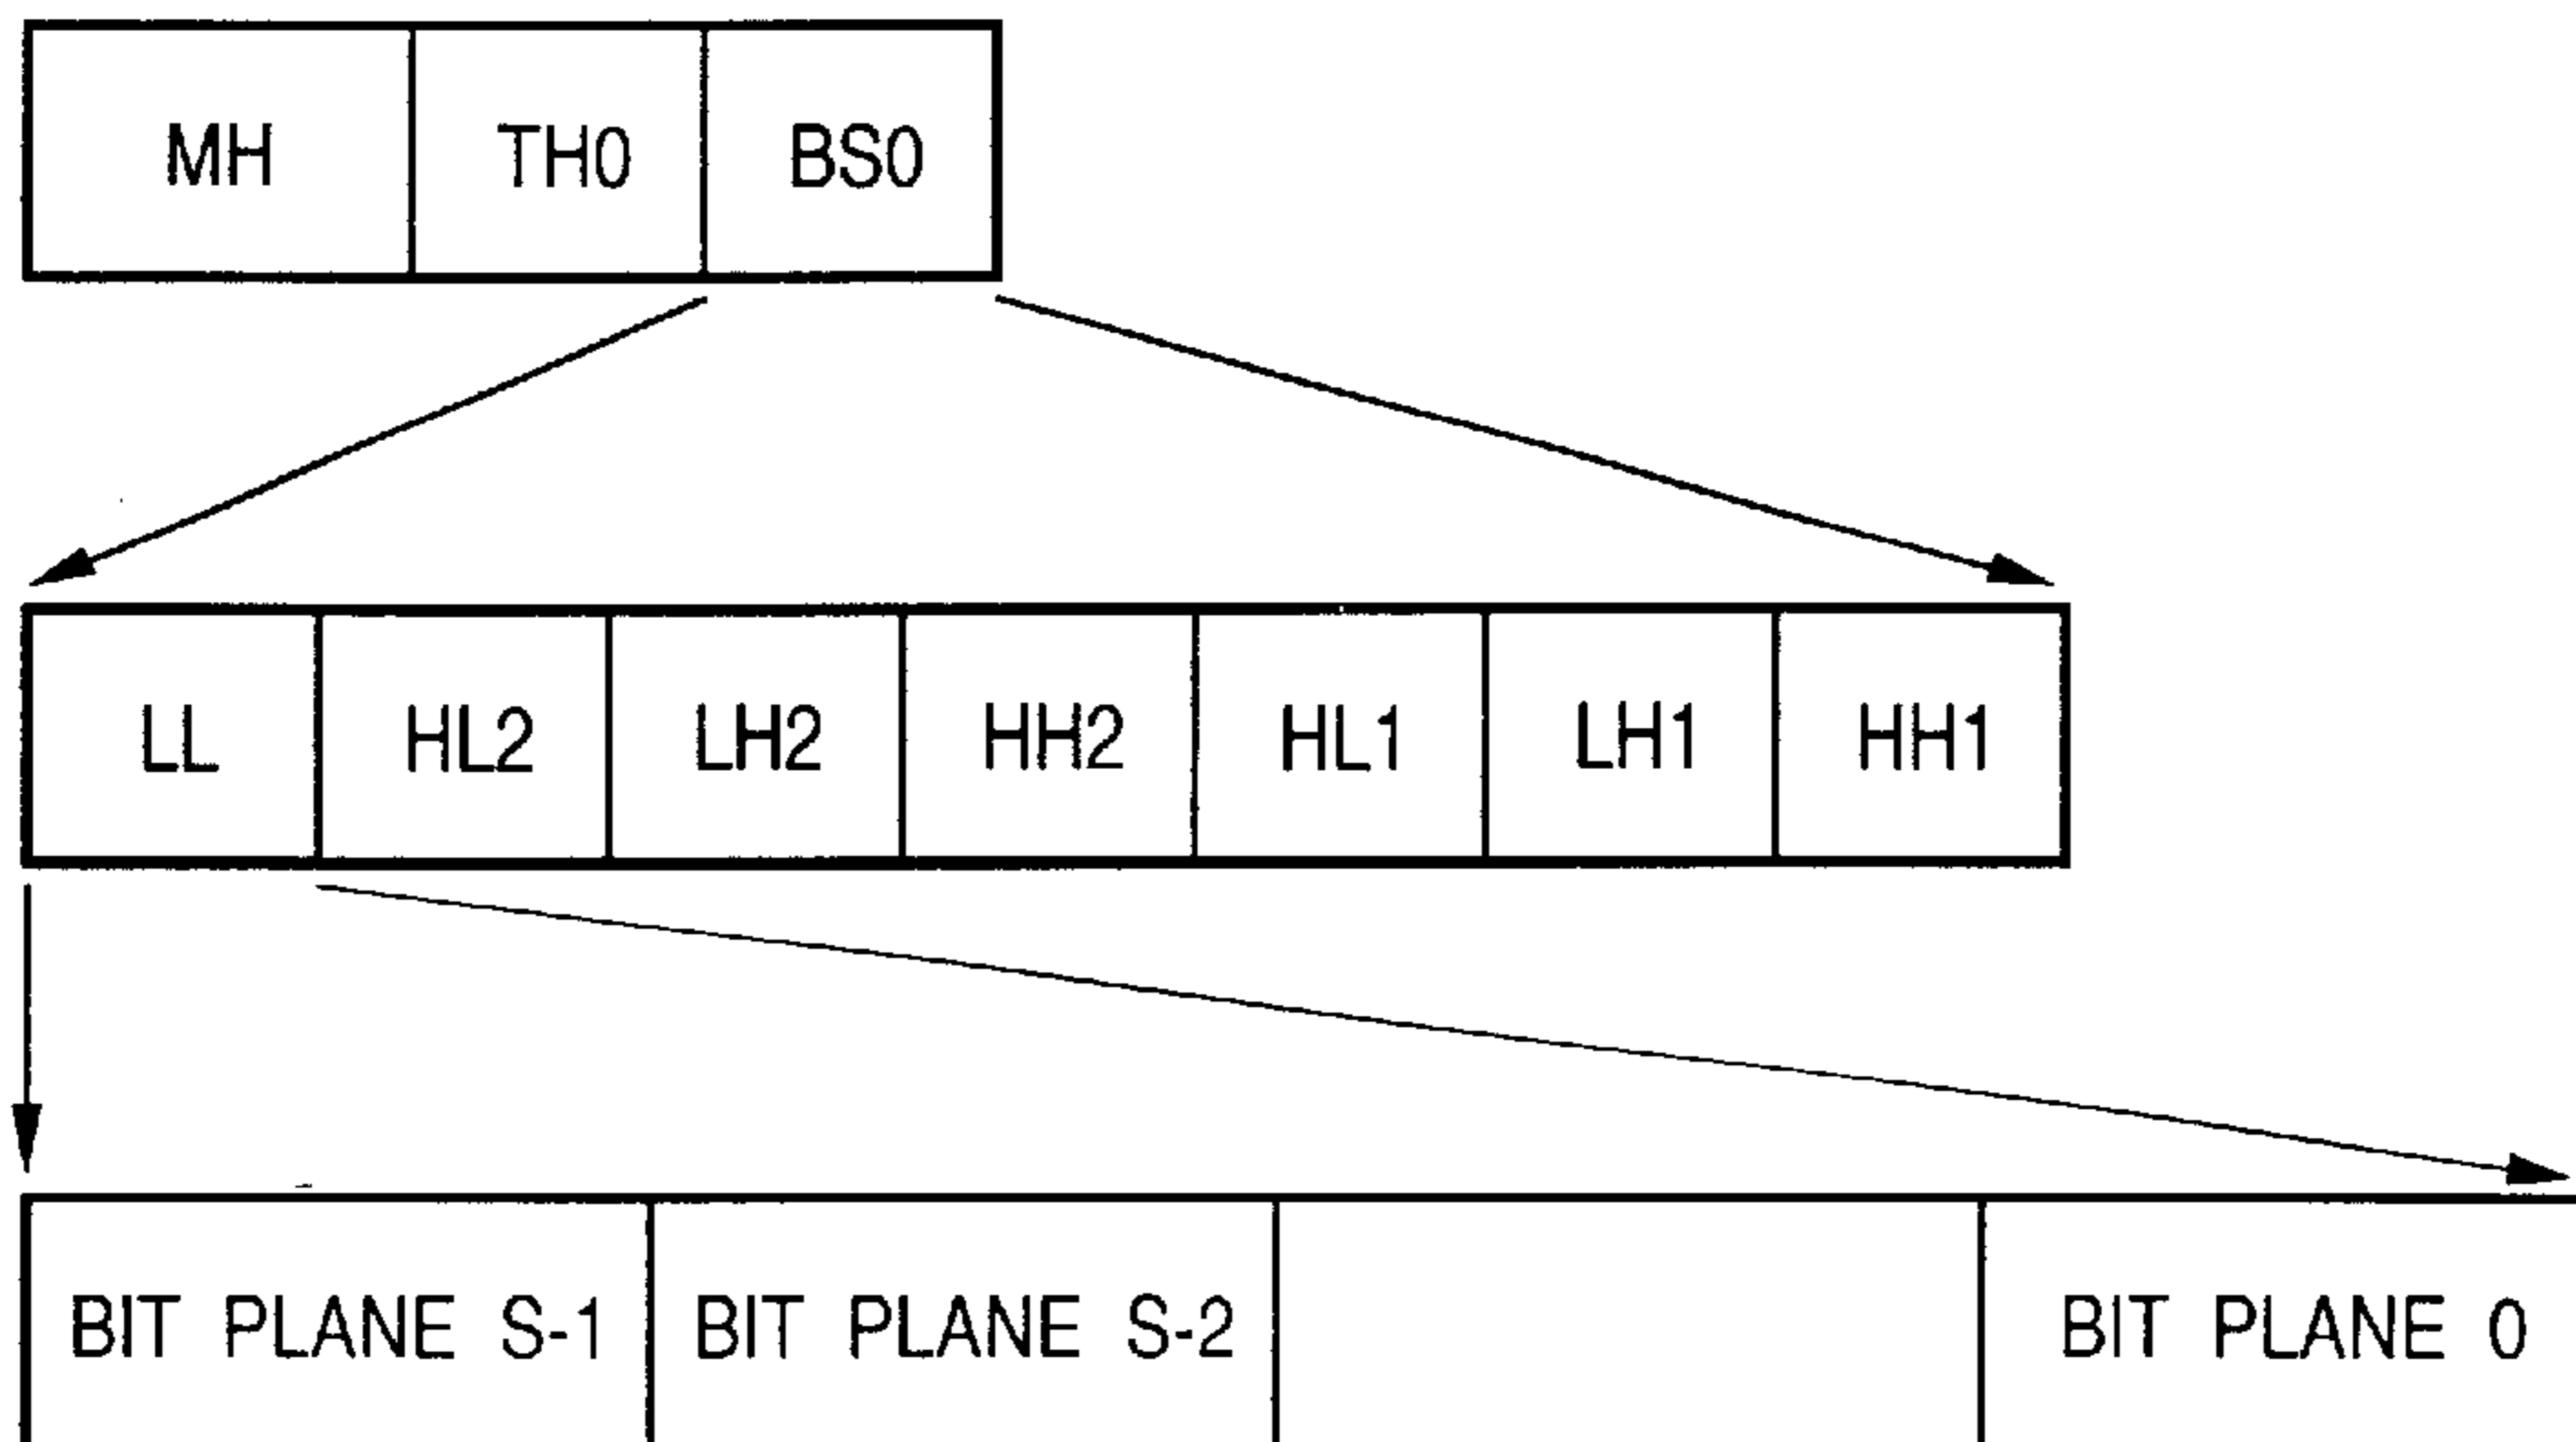 MH TH0 BS0
LL HL2 LH2 HH2 HL1 LH1 HH1
BIT PLANE S-1 BIT PLANE S-2 BIT PLANE 0